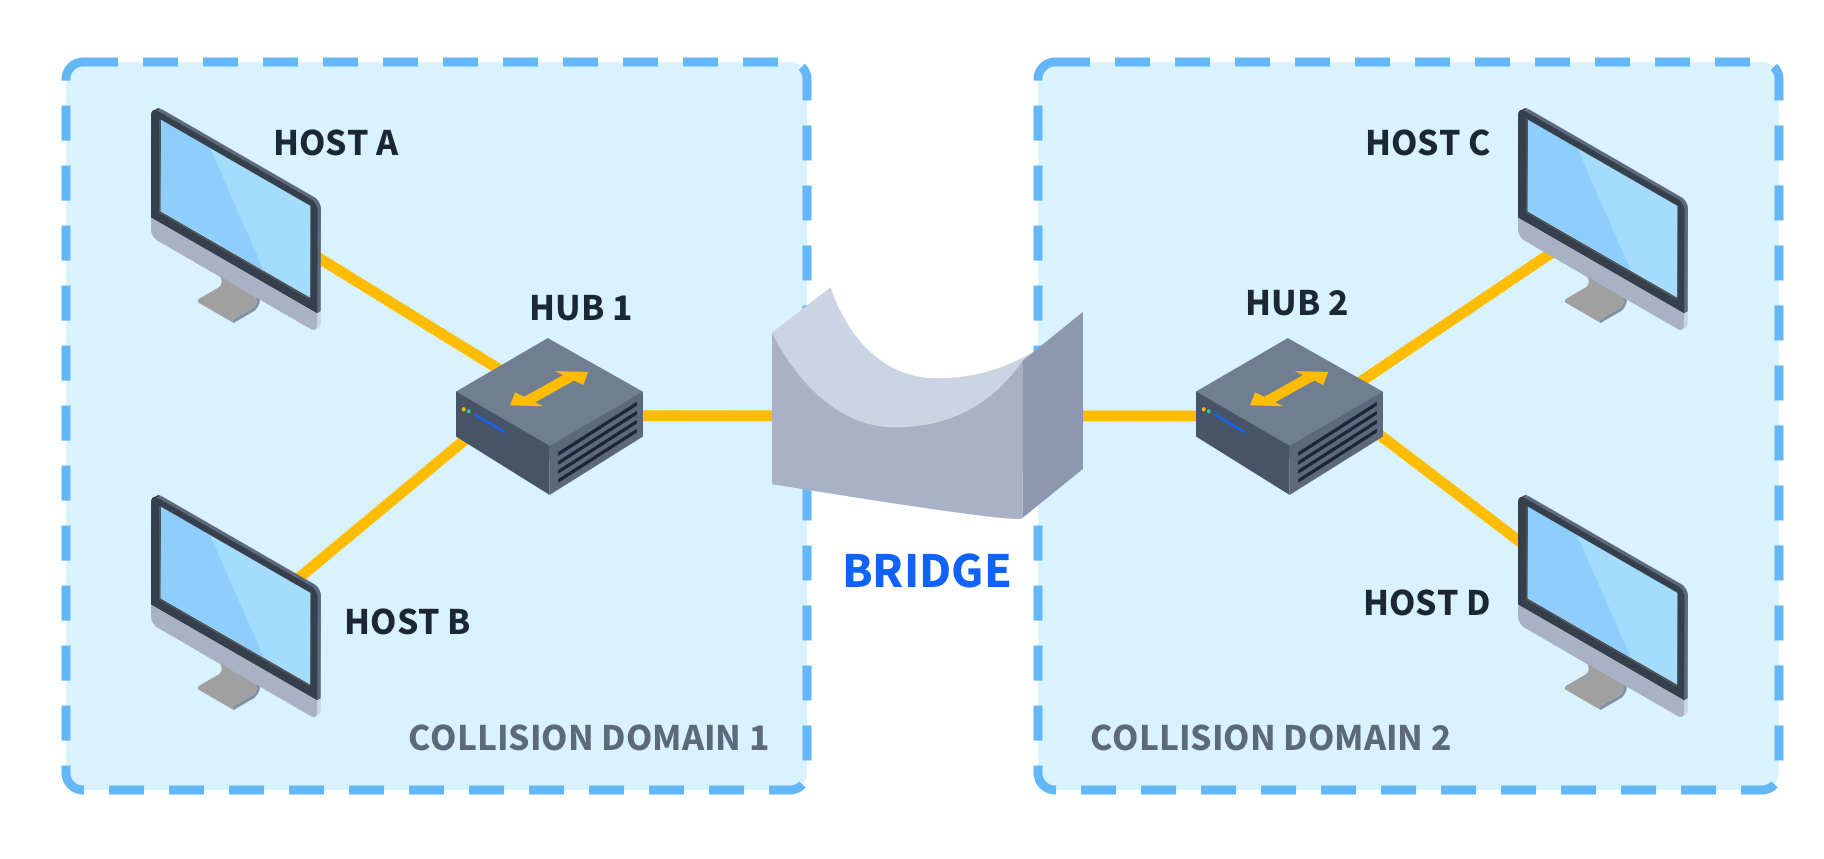 HOST A
HOST C
HUB 1
HUB 2
BRIDGE
HOST B
HOST D
COLLISION DOMAIN 1
COLLISION DOMAIN 2